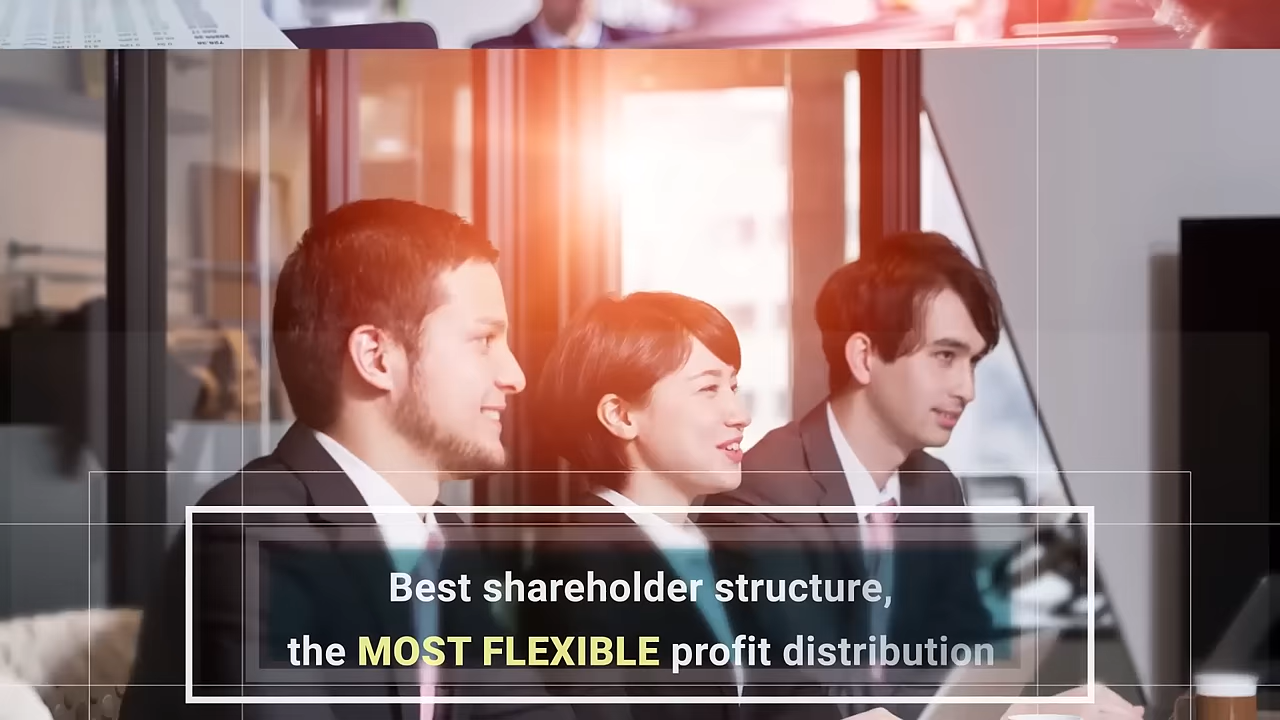 Best shareholder structure,
the MOST FLEXIBLE profit distribution